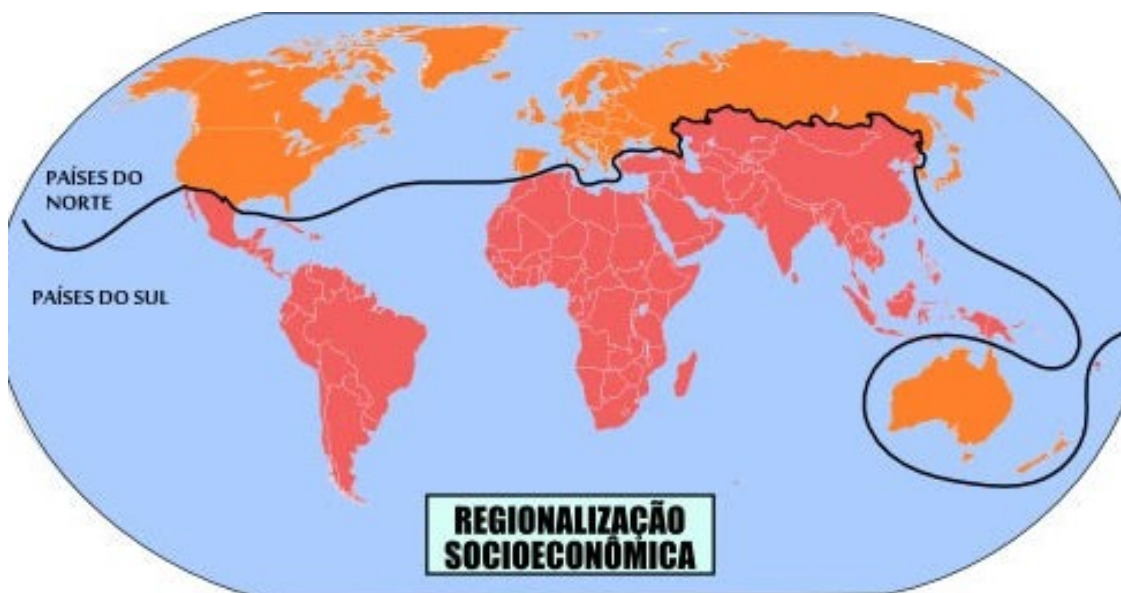 PAÍSES DO
NORTE
PAÍSES DO SUL
REGIONALIZAÇÃO
SOCIOECONÔMICA